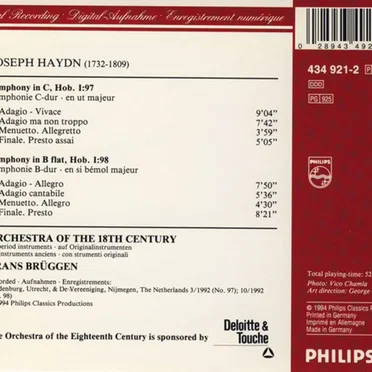 l Recording · Digital-Aufnahme · Enregistrement numérique
OSEPH HAYDN (1732-1809)
ymphony in C, Hob. I:97
mphonie C-dur - en ut majeur
Adagio - Vivace 9'04"
Adagio ma non troppo 7'42"
Menuetto. Allegretto 3'59"
Finale. Presto assai 5'05"
ymphony in B flat, Hob. I:98
mphonie B-dur - en si bémol majeur
Adagio - Allegro 7'50"
Adagio cantabile 5'36"
Menuetto. Allegro 4'30"
Finale. Presto 8'21"
RCHESTRA OF THE 18TH CENTURY
period instruments - auf Originalinstrumenten
instruments anciens - con strumenti originali
RANS BRÜGGEN
corded - Aufnahmen - Enregistrements:
denburg, Utrecht, & De Vereeniging, Nijmegen, The Netherlands 3/1992 (No. 97); 10/1992
. 98)
1994 Philips Classics Productions
e Orchestra of the Eighteenth Century is sponsored by
Deloitte &
Touche
0 28943 492
434 921-2 P
DDD
PG 925
PHILIPS
Total playing-time: 52
Photo: Vico Chamla
Art direction: George
© 1994 Philips Classics P
Printed in Germany
Imprimé en Allemagne
Made in Germany
PHILIPS